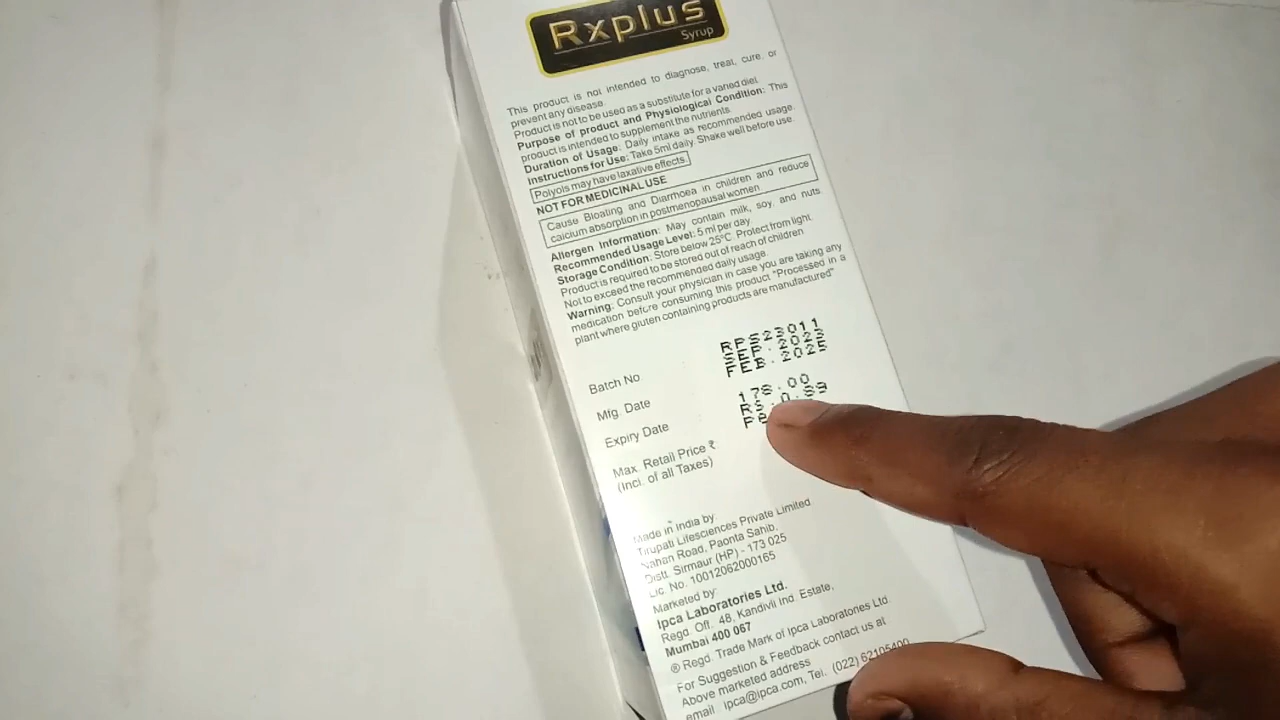 Rxplus
Syrup
This product is not intended to diagnose, treat, cure, or
prevent any disease.
Product is not to be used as a substitute for a varied diet.
Purpose of product and Physiological Condition: This
product is intended to supplement the nutrients.
Duration of Usage: Daily intake as recommended usage.
Instructions for Use: Take 5ml daily. Shake well before use.
Polyols may have laxative effects.
NOT FOR MEDICINAL USE
Cause Bloating and Diarrhoea in children and reduce
calcium absorption in postmenopausal women
Allergen Information: May contain milk, soy, and nuts
Recommended Usage Level: 5 ml per day
Storage Condition: Store below 25°C. Protect from light.
Product is required to be stored out of reach of children
Not to exceed the recommended daily usage.
Warning: Consult your physician in case you are taking any
medication before consuming this product "Processed in a
plant where gluten containing products are manufactured"
Batch No
Mfg. Date
Expiry Date
Max. Retail Price ₹
(Incl. of all Taxes)
23011
2023
2025
178.00
Made in India by:
Tirupati Lifesciences Private Limited
Nahan Road, Paonta Sahib,
Distt. Sirmaur (HP) - 173 025
Lic. No. 10012062000165
Marketed by:
Ipca Laboratories Ltd.
Regd. Off. 48, Kandivli Ind. Estate,
Mumbai 400 067
® Regd. Trade Mark of Ipca Laboratories Ltd.
For Suggestion & Feedback contact us at
Above marketed address
email ipca@ipca.com, Tel. (022)